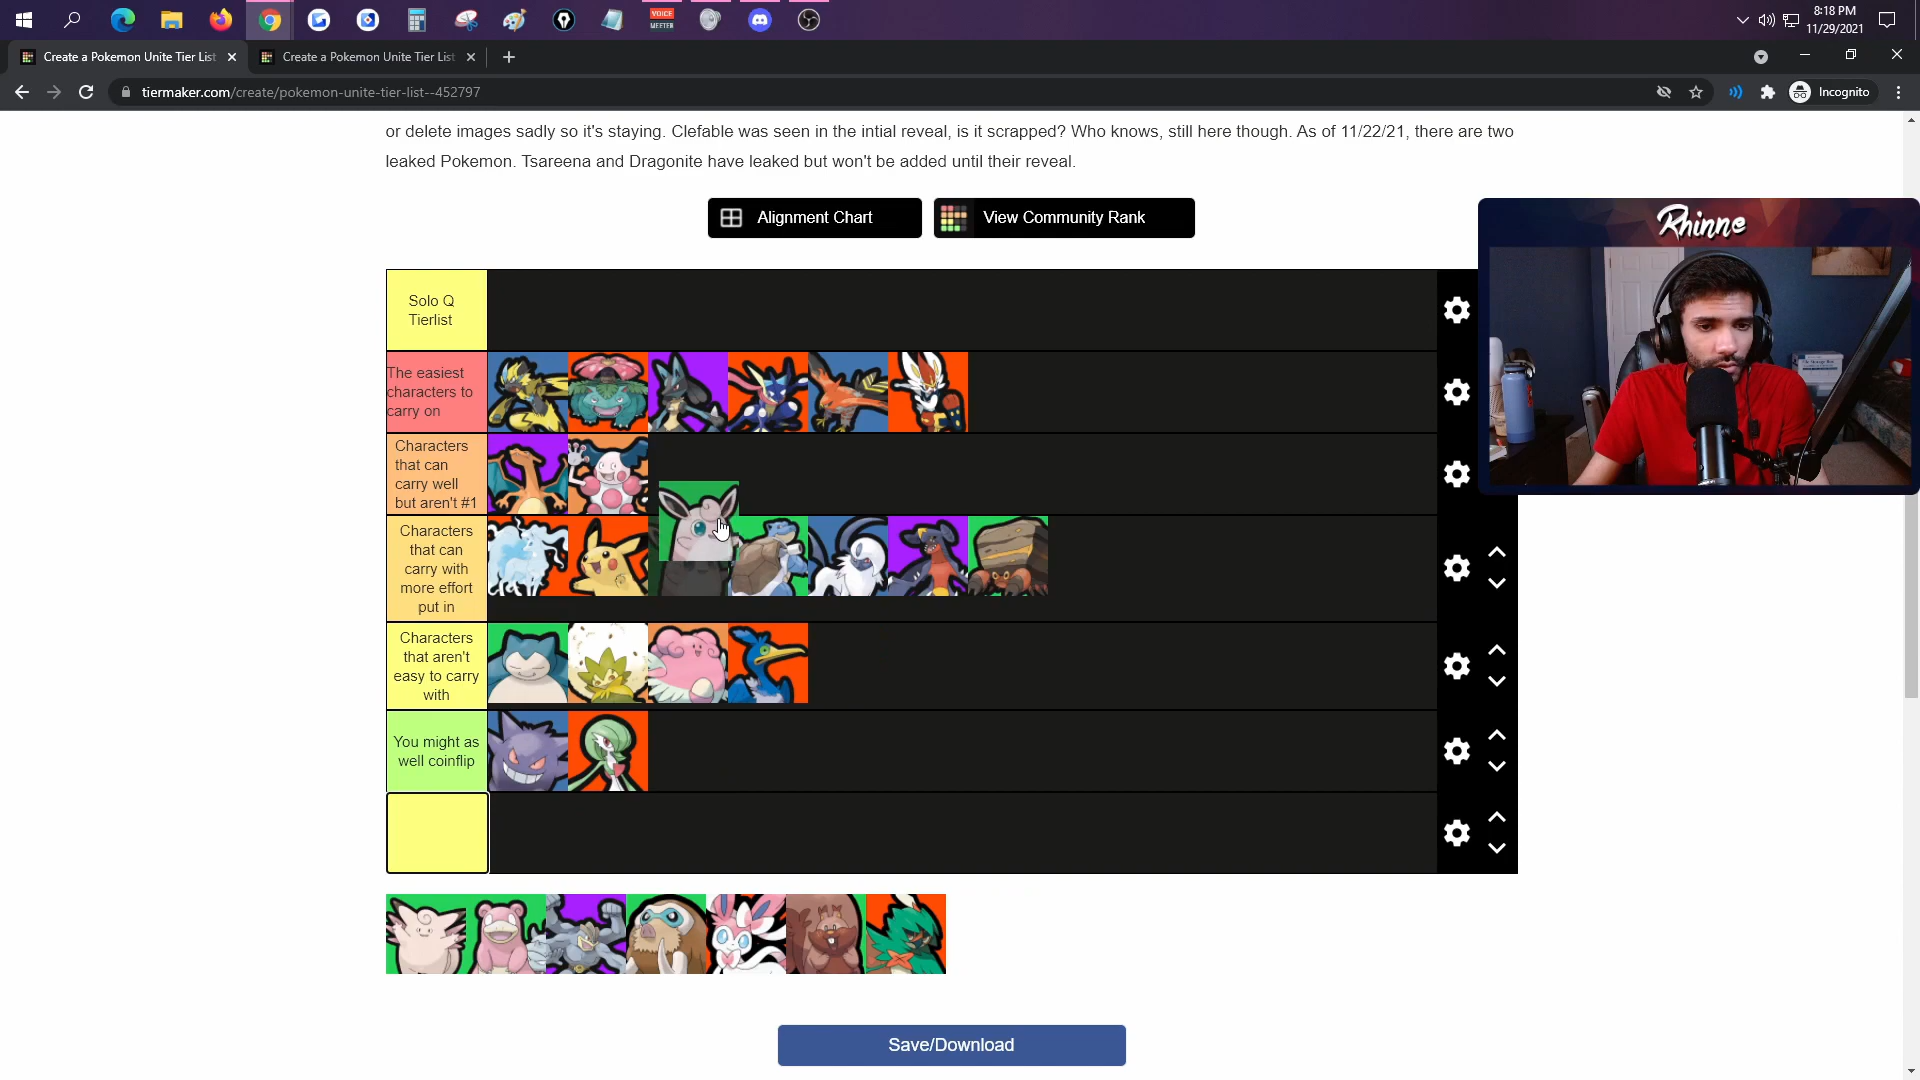 8:18 PM
VOICE
MEETER
11/29/2021
Create a Pokemon Unite Tier List
Create a Pokemon Unite Tier List
tiermaker.com/create/pokemon-unite-tier-list--452797
Incognito
or delete images sadly so it's staying. Clefable was seen in the intial reveal, is it scrapped? Who knows, still here though. As of 11/22/21, there are two
leaked Pokemon. Tsareena and Dragonite have leaked but won't be added until their reveal.
Alignment Chart
View Community Rank
Rhinne
Solo Q
Tierlist
The easiest
characters to
carry on
Characters
that can
carry well
but aren't #1
Characters
that can
carry with
more effort
put in
Characters
that aren't
easy to carry
with
You might as
well coinflip
Save/Download